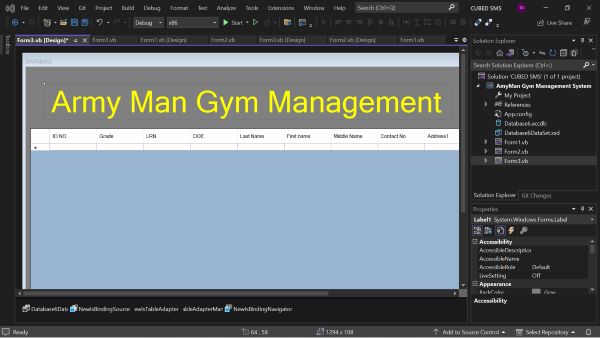 File Edit View Git Project Build Debug Format Test Analyze Tools Extensions Window Help Search (Ctrl+Q) CUBED SMS TK
Debug x86 Start Live Share
Toolbox
Form3.vb [Design]* Form1.vb Form1.vb [Design] Form2.vb Form3.vb Form2.vb [Design] Form1.vb
DATABASE
Army Man Gym Management
ID NO Grade LRN DOE Last Name First name Middle Name Contact No Address1
Database6Data NewlsBindingSource ewlsTableAdapter ableAdapterMan NewlsBindingNavigator
Solution Explorer
Search Solution Explorer (Ctrl+;)
Solution 'CUBED SMS' (1 of 1 project)
AmyMan Gym Management System
My Project
References
App.config
Database6.accdb
Database6DataSet.xsd
Form1.vb
Form2.vb
Form3.vb
Solution Explorer Git Changes
Properties
Label1 System.Windows.Forms.Label
Accessibility
AccessibleDescription
AccessibleName
AccessibleRole Default
LiveSetting Off
Appearance
BackColor Gray
Accessibility
Ready 64 , 58 1294 x 108 Add to Source Control Select Repository